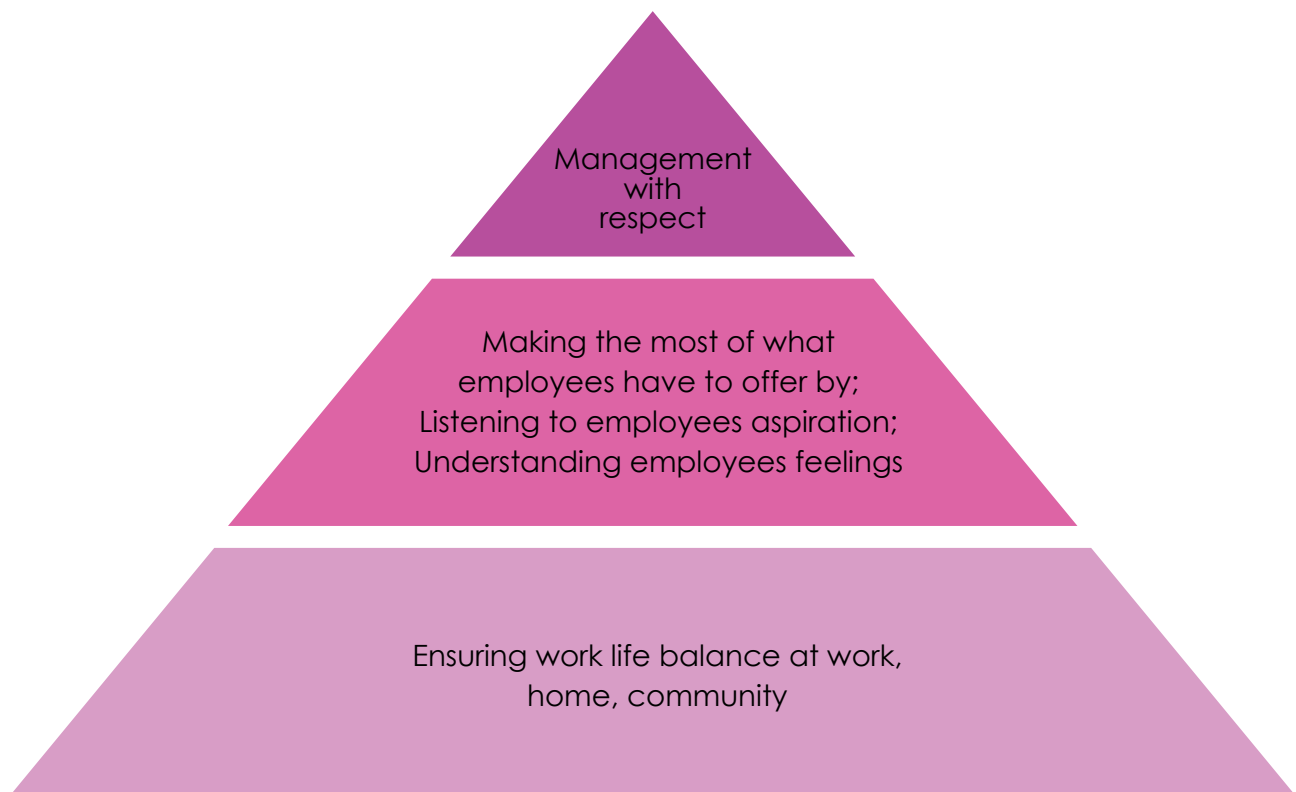 Management
with
respect
Making the most of what
employees have to offer by;
Listening to employees aspiration;
Understanding employees feelings
Ensuring work life balance at work,
home, community